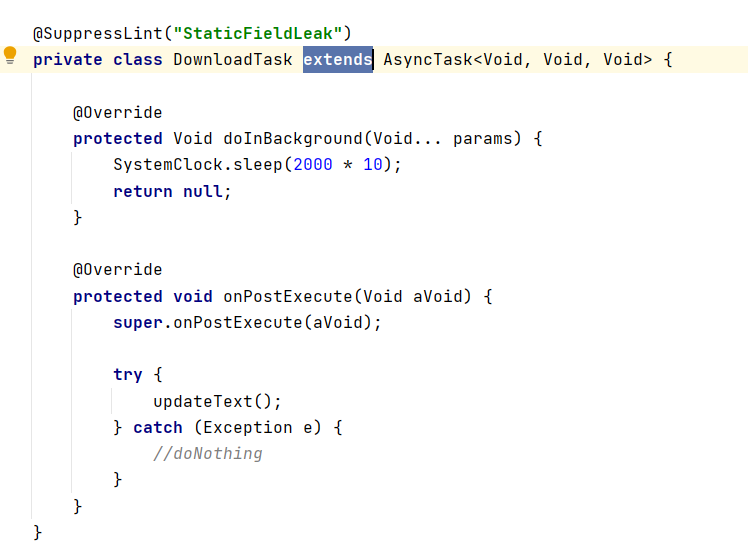 @SuppressLint("StaticFieldLeak")
private class DownloadTask extends AsyncTask<Void, Void, Void> {
@Override
protected Void doInBackground(Void... params) {
SystemClock.sleep(2000 * 10);
return null;
}
@Override
protected void onPostExecute(Void aVoid) {
super.onPostExecute(aVoid);
try {
updateText();
} catch (Exception e) {
//doNothing
}
}
}